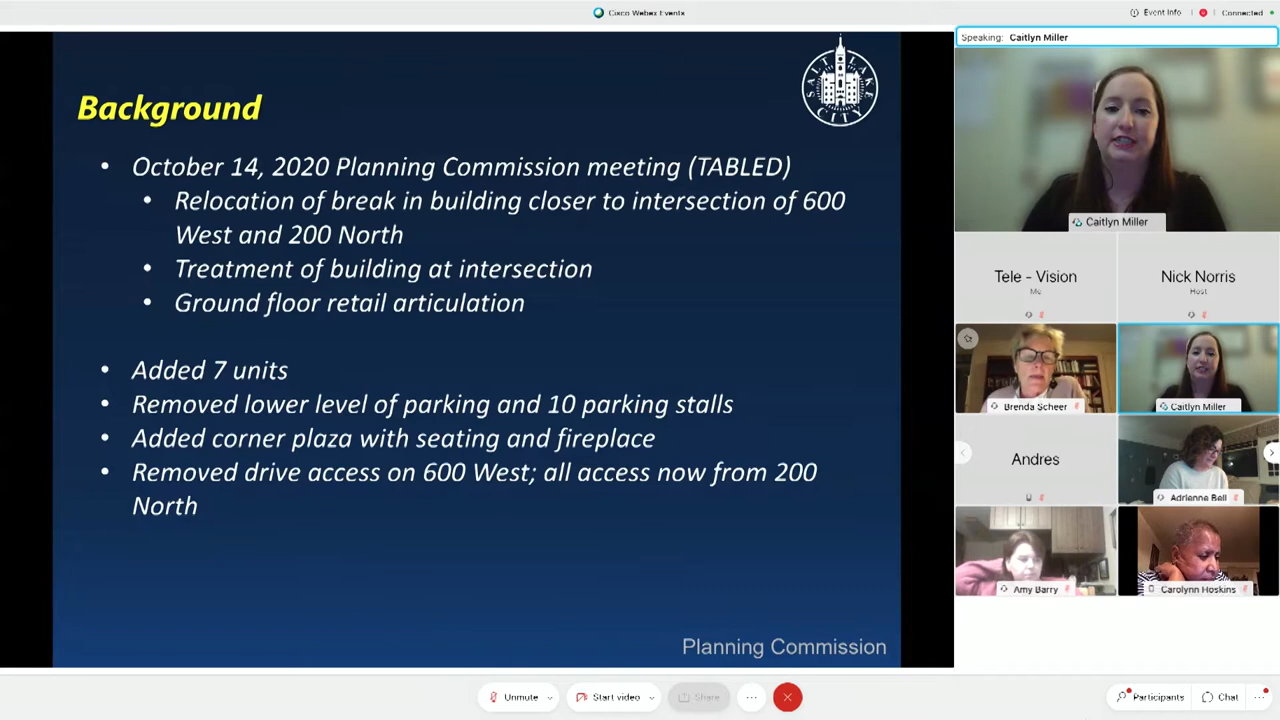 Cisco Webex Events
Event Info
Connected
Speaking: Caitlyn Miller
SALT LAKE CITY
Background
• October 14, 2020 Planning Commission meeting (TABLED)
• Relocation of break in building closer to intersection of 600
West and 200 North
• Treatment of building at intersection
• Ground floor retail articulation
• Added 7 units
• Removed lower level of parking and 10 parking stalls
• Added corner plaza with seating and fireplace
• Removed drive access on 600 West; all access now from 200
North
Planning Commission
Caitlyn Miller
Tele - Vision
Me
Nick Norris
Host
Brenda Scheer
Caitlyn Miller
Andres
Adrienne Bell
Amy Barry
Carolynn Hoskins
Unmute
Start video
Share
Participants
Chat